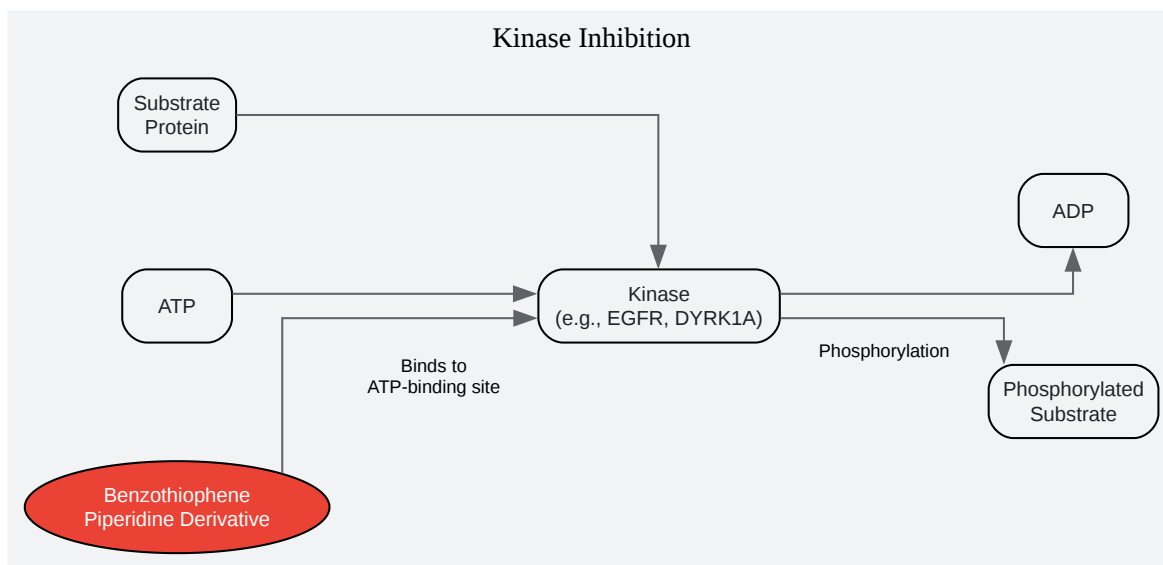 Kinase Inhibition
Substrate
Protein
ADP
ATP
Kinase
(e.g., EGFR, DYRK1A)
Binds to
ATP-binding site
Phosphorylation
Phosphorylated
Substrate
Benzothiophene
Piperidine Derivative